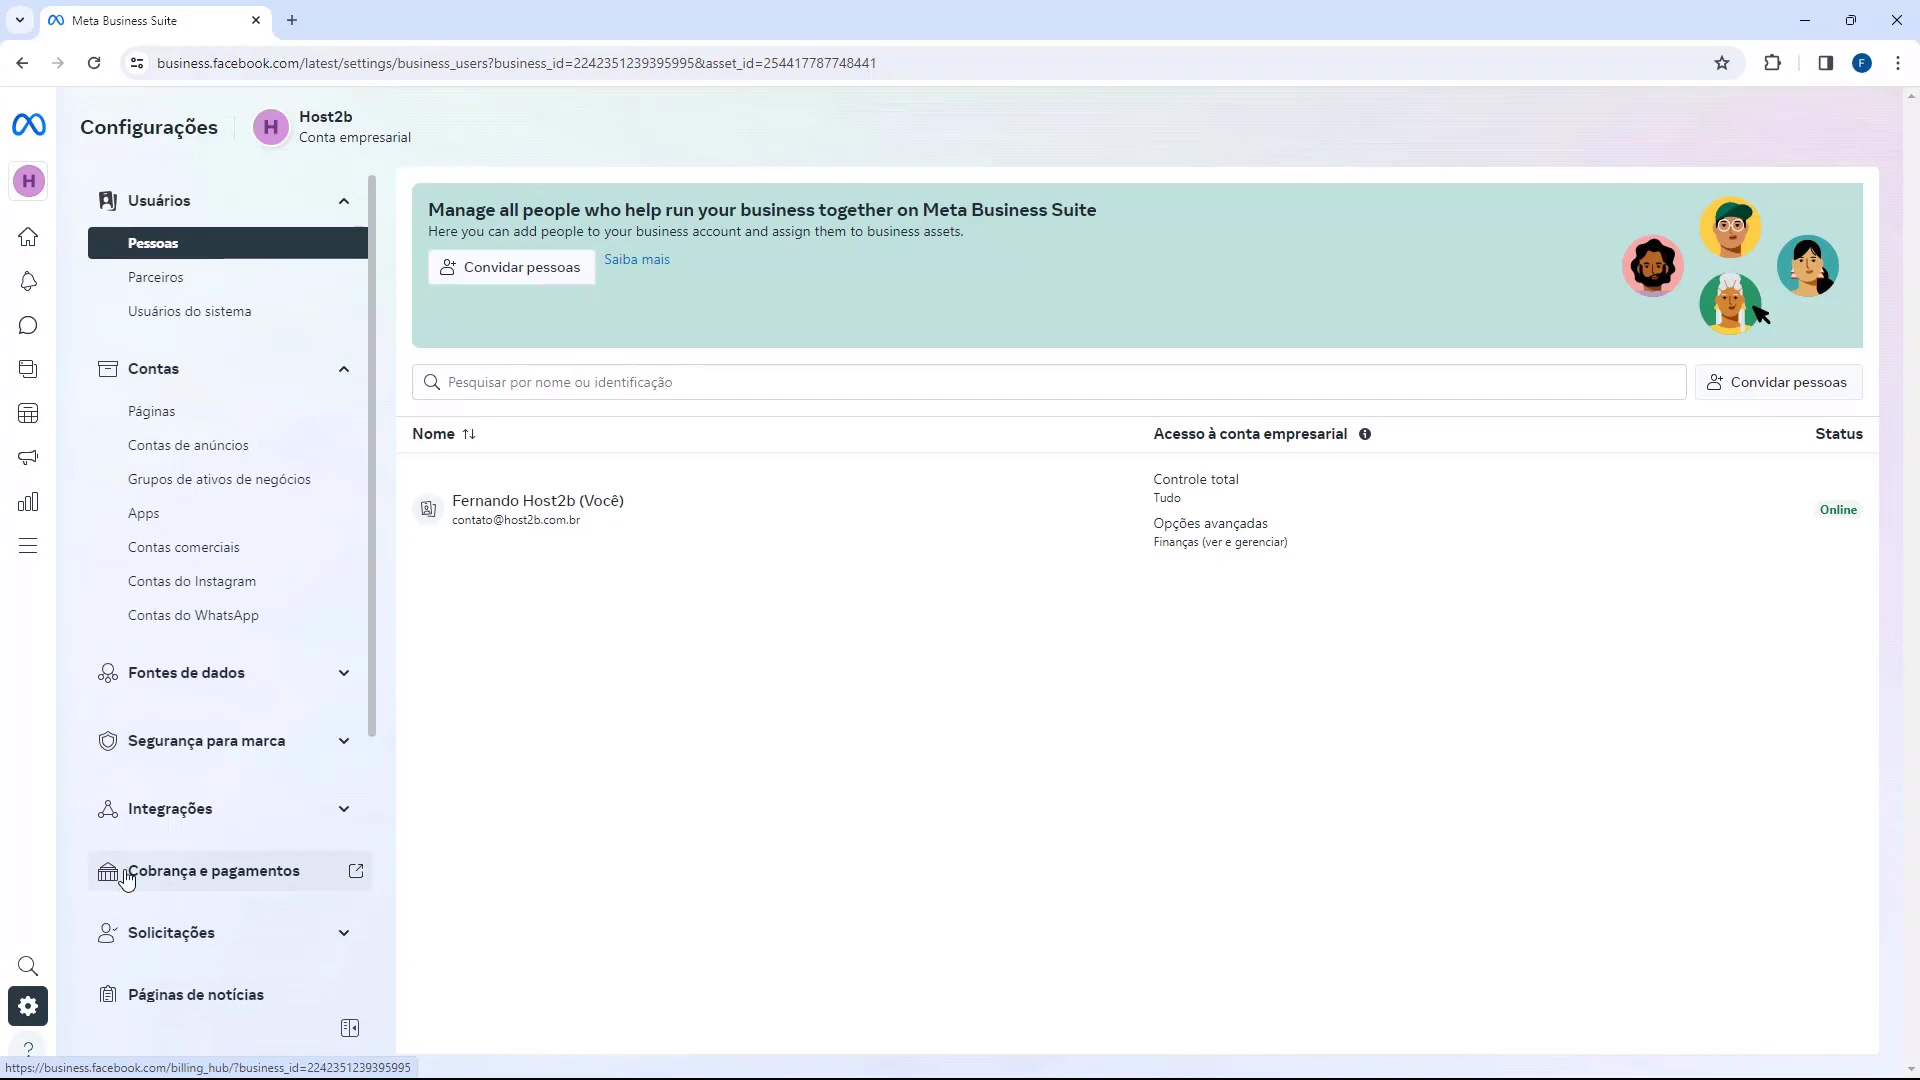 Meta Business Suite
business.facebook.com/latest/settings/business_users?business_id=2242351239395995&asset_id=254417787748441
F
Configurações
H
Host2b
Conta empresarial
H
Usuários
Pessoas
Parceiros
Usuários do sistema
Contas
Páginas
Contas de anúncios
Grupos de ativos de negócios
Apps
Contas comerciais
Contas do Instagram
Contas do WhatsApp
Fontes de dados
Segurança para marca
Integrações
Cobrança e pagamentos
Solicitações
Páginas de notícias
Manage all people who help run your business together on Meta Business Suite
Here you can add people to your business account and assign them to business assets.
Convidar pessoas
Saiba mais
Pesquisar por nome ou identificação
Convidar pessoas
Nome
Acesso à conta empresarial
Status
Fernando Host2b (Você)
contato@host2b.com.br
Controle total
Tudo
Opções avançadas
Finanças (ver e gerenciar)
Online
https://business.facebook.com/billing_hub/?business_id=2242351239395995